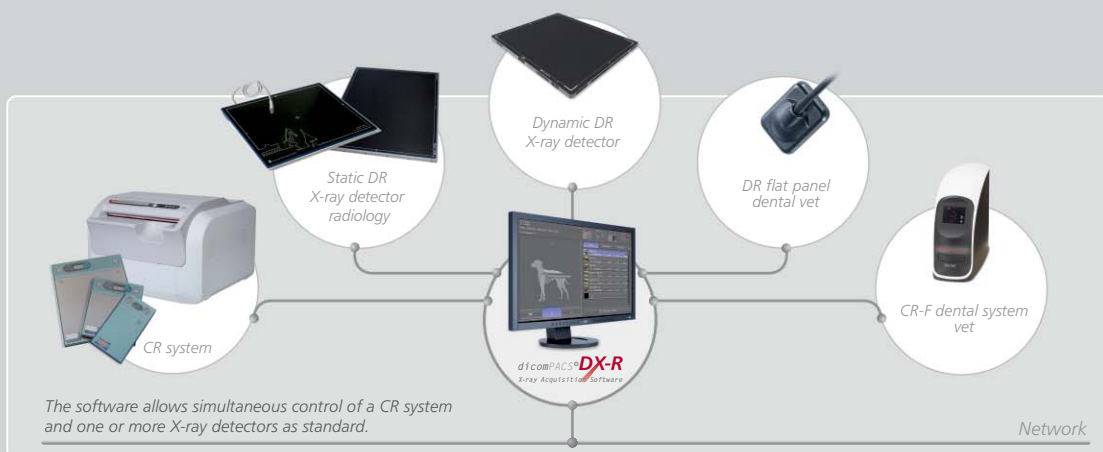 Dynamic DR
X-ray detector
Static DR
X-ray detector
radiology
DR flat panel
dental vet
CR system
CR-F dental system
vet
dicomPACS®DX-R
X-ray Acquisition Software
The software allows simultaneous control of a CR system
and one or more X-ray detectors as standard.
Network